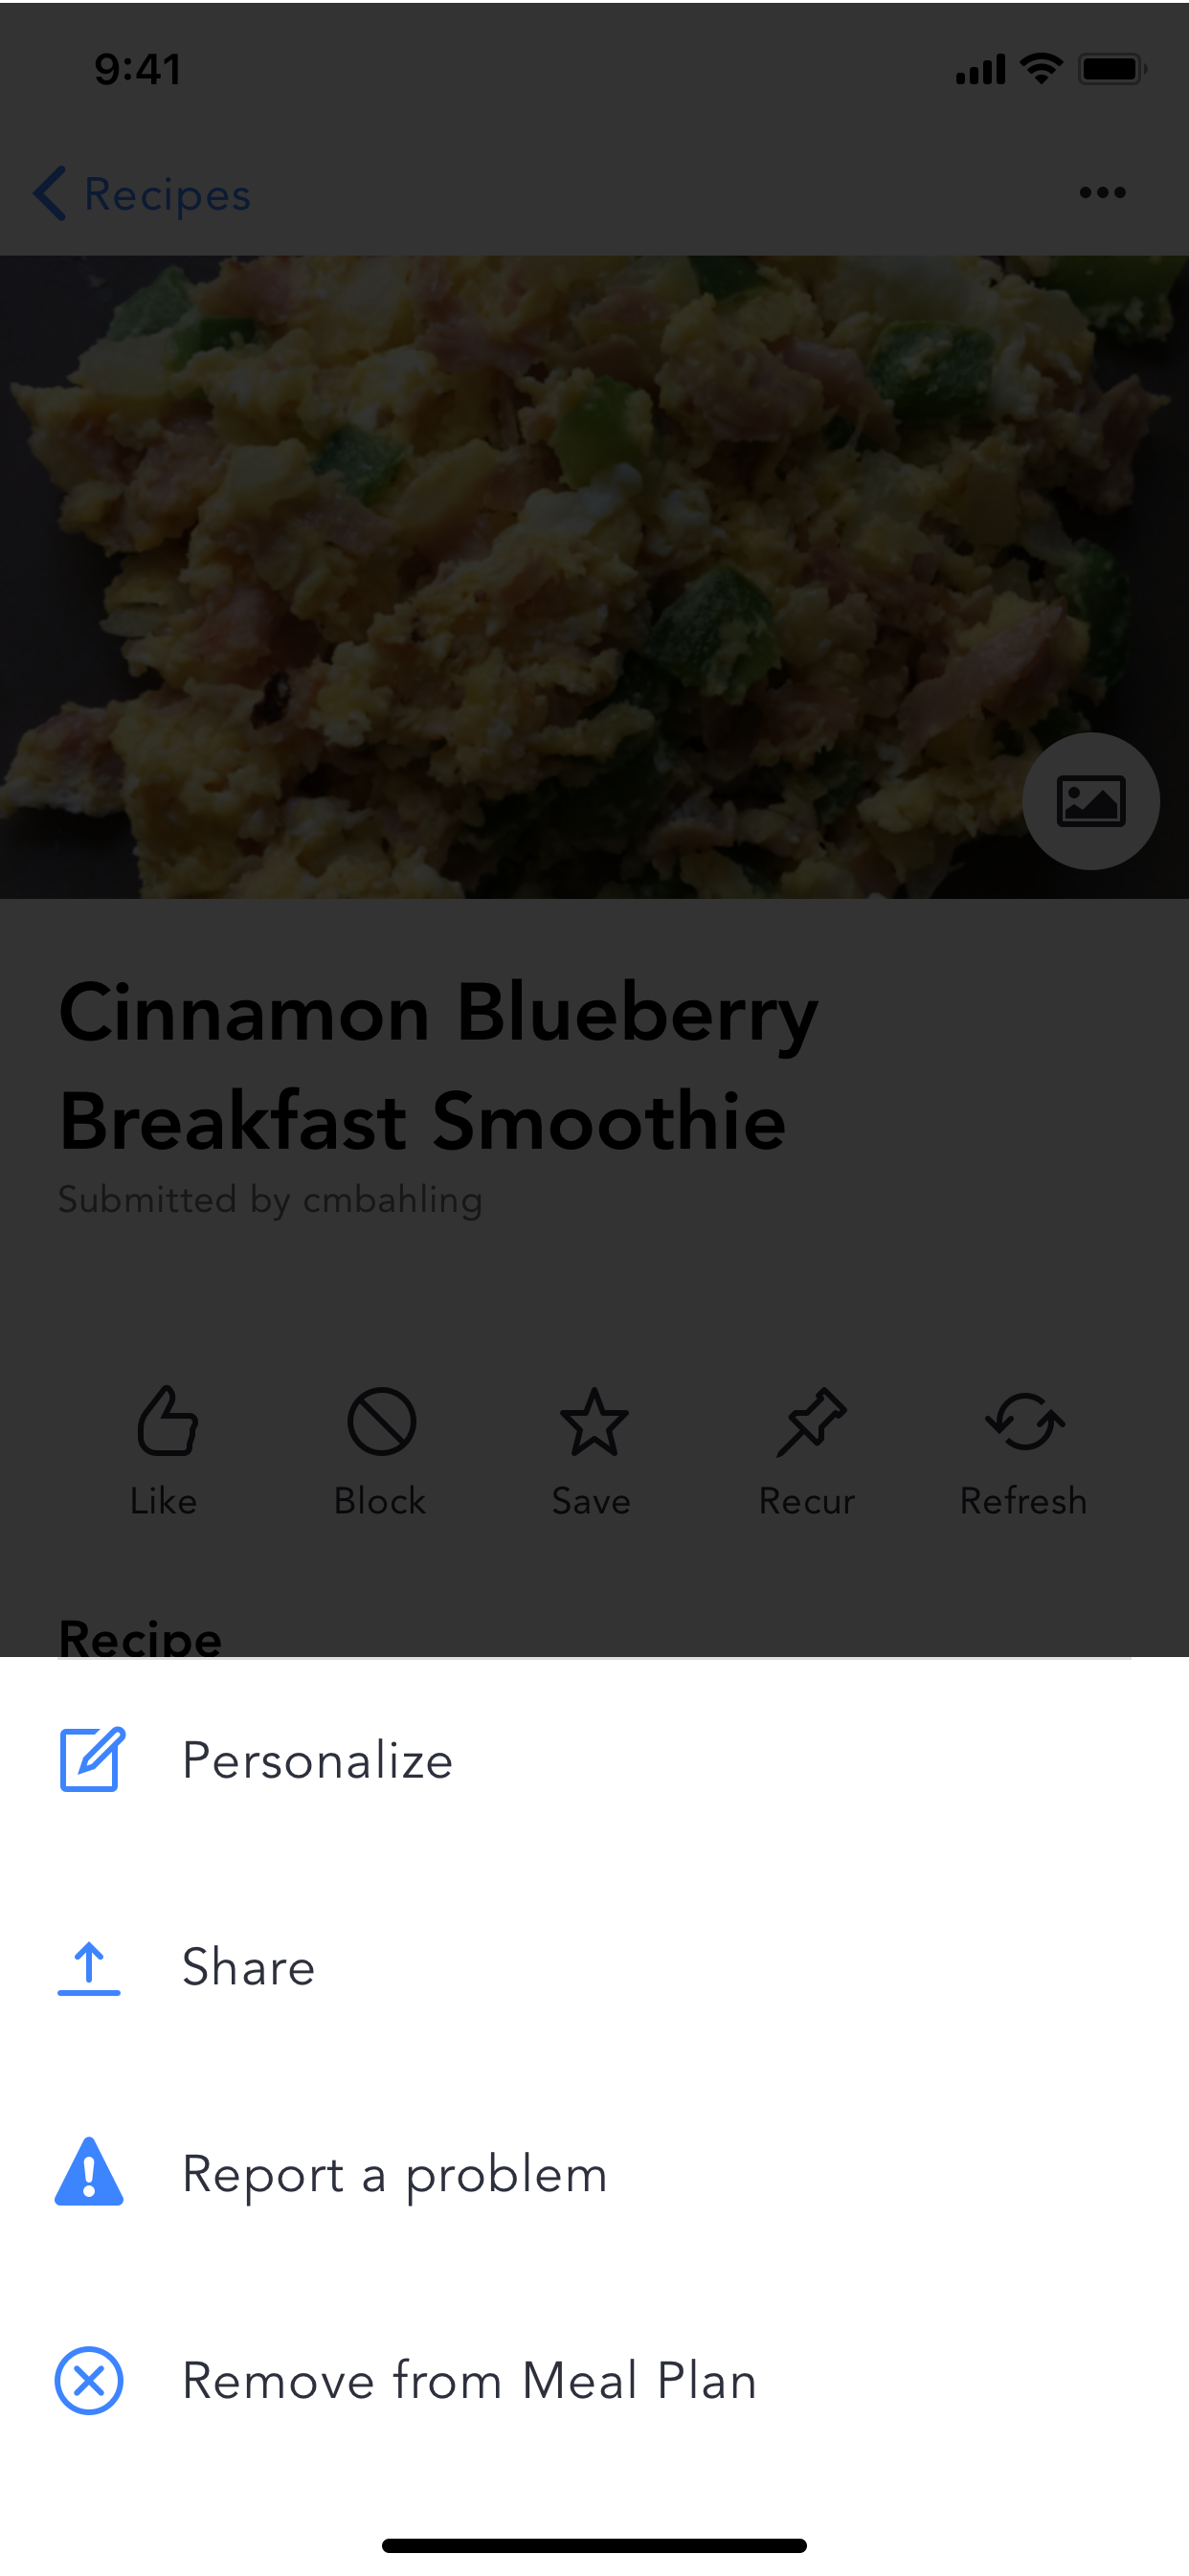 9:41
Recipes
Cinnamon Blueberry
Breakfast Smoothie
Submitted by cmbahling
Like Block Save Recur Refresh
Recipe
Personalize
Share
Report a problem
Remove from Meal Plan